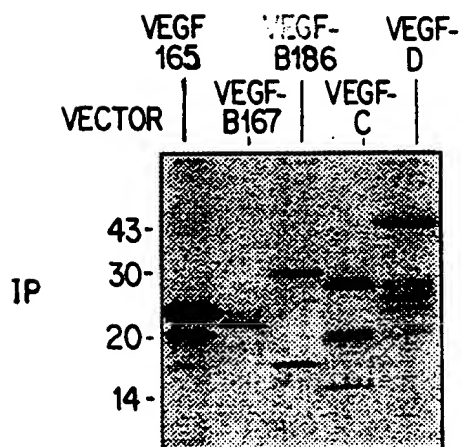 VEGF 165
VEGF-B186
VEGF-D
VECTOR
VEGF-B167
VEGF-C
IP
43-
30-
20-
14-